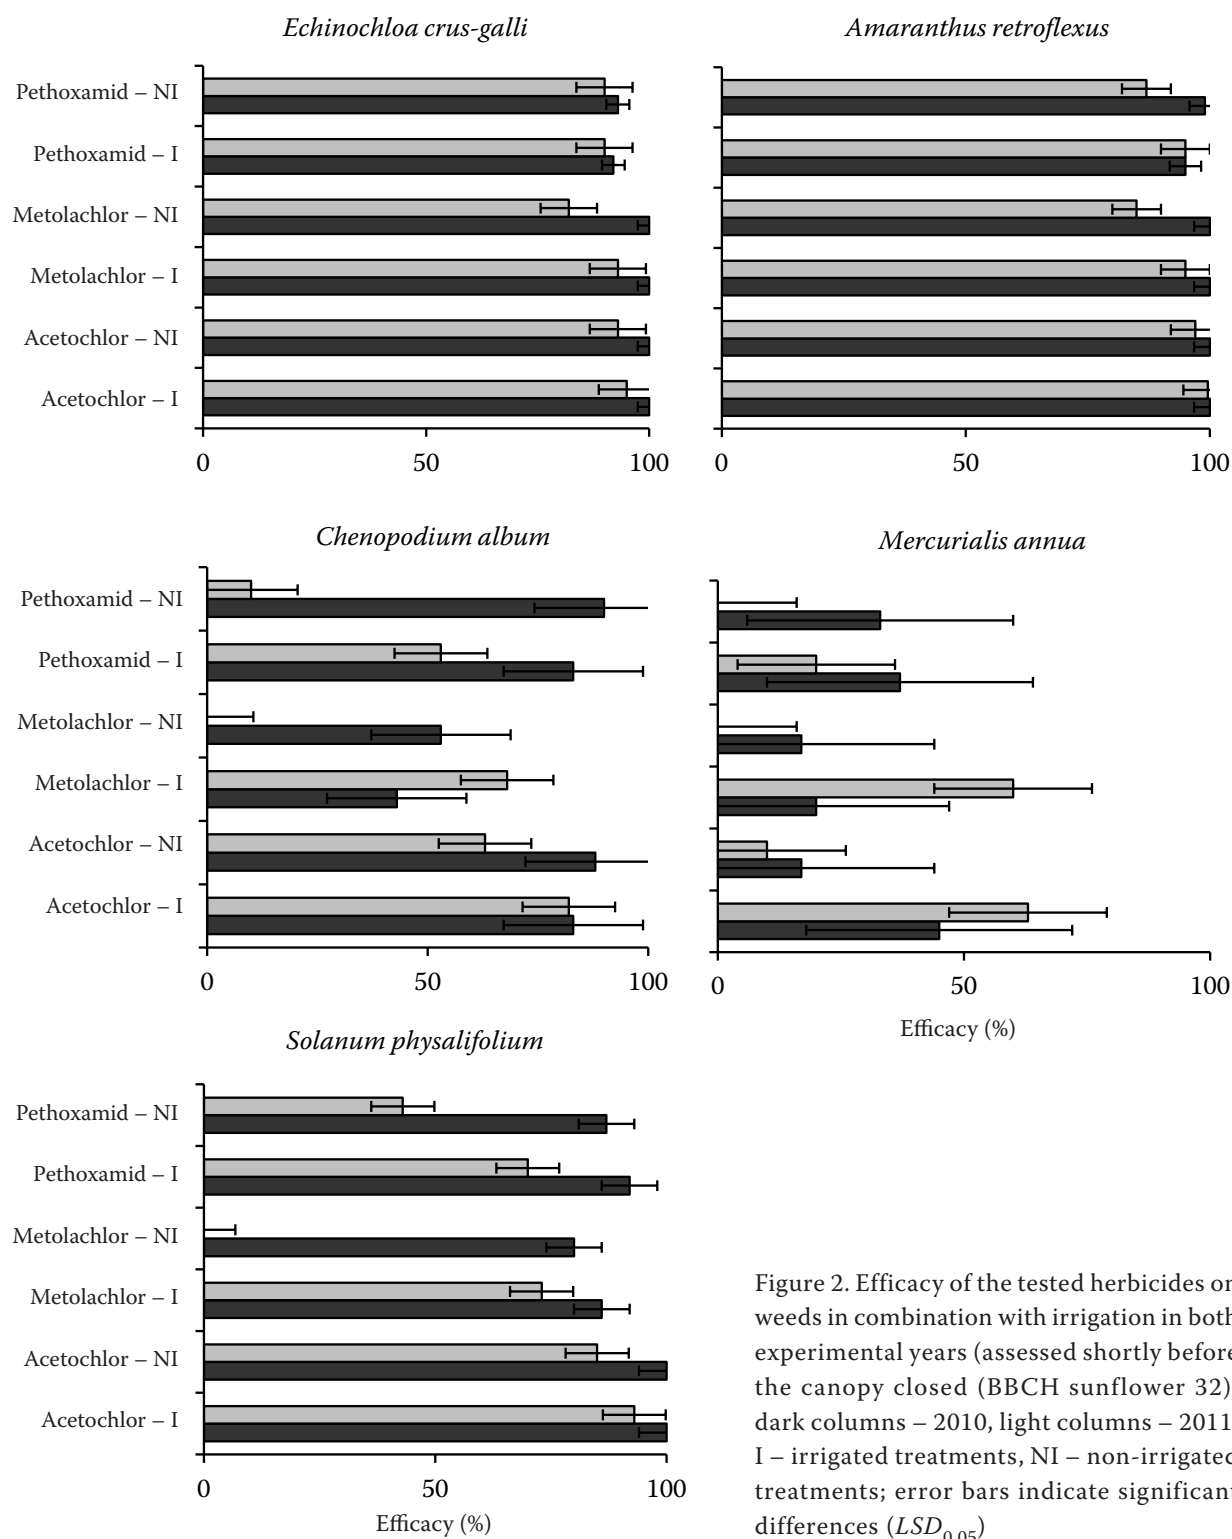 Echinochloa crus-galli
Pethoxamid – NI
Pethoxamid – I
Metolachlor – NI
Metolachlor – I
Acetochlor – NI
Acetochlor – I
0 50 100
Amaranthus retroflexus
0 50 100
Chenopodium album
Pethoxamid – NI
Pethoxamid – I
Metolachlor – NI
Metolachlor – I
Acetochlor – NI
Acetochlor – I
0 50 100
Mercurialis annua
0 50 100
Efficacy (%)
Solanum physalifolium
Pethoxamid – NI
Pethoxamid – I
Metolachlor – NI
Metolachlor – I
Acetochlor – NI
Acetochlor – I
0 50 100
Efficacy (%)
Figure 2. Efficacy of the tested herbicides on
weeds in combination with irrigation in both
experimental years (assessed shortly before
the canopy closed (BBCH sunflower 32)
dark columns – 2010, light columns – 2011
I – irrigated treatments, NI – non-irrigated
treatments; error bars indicate significant
differences (LSD0.05)